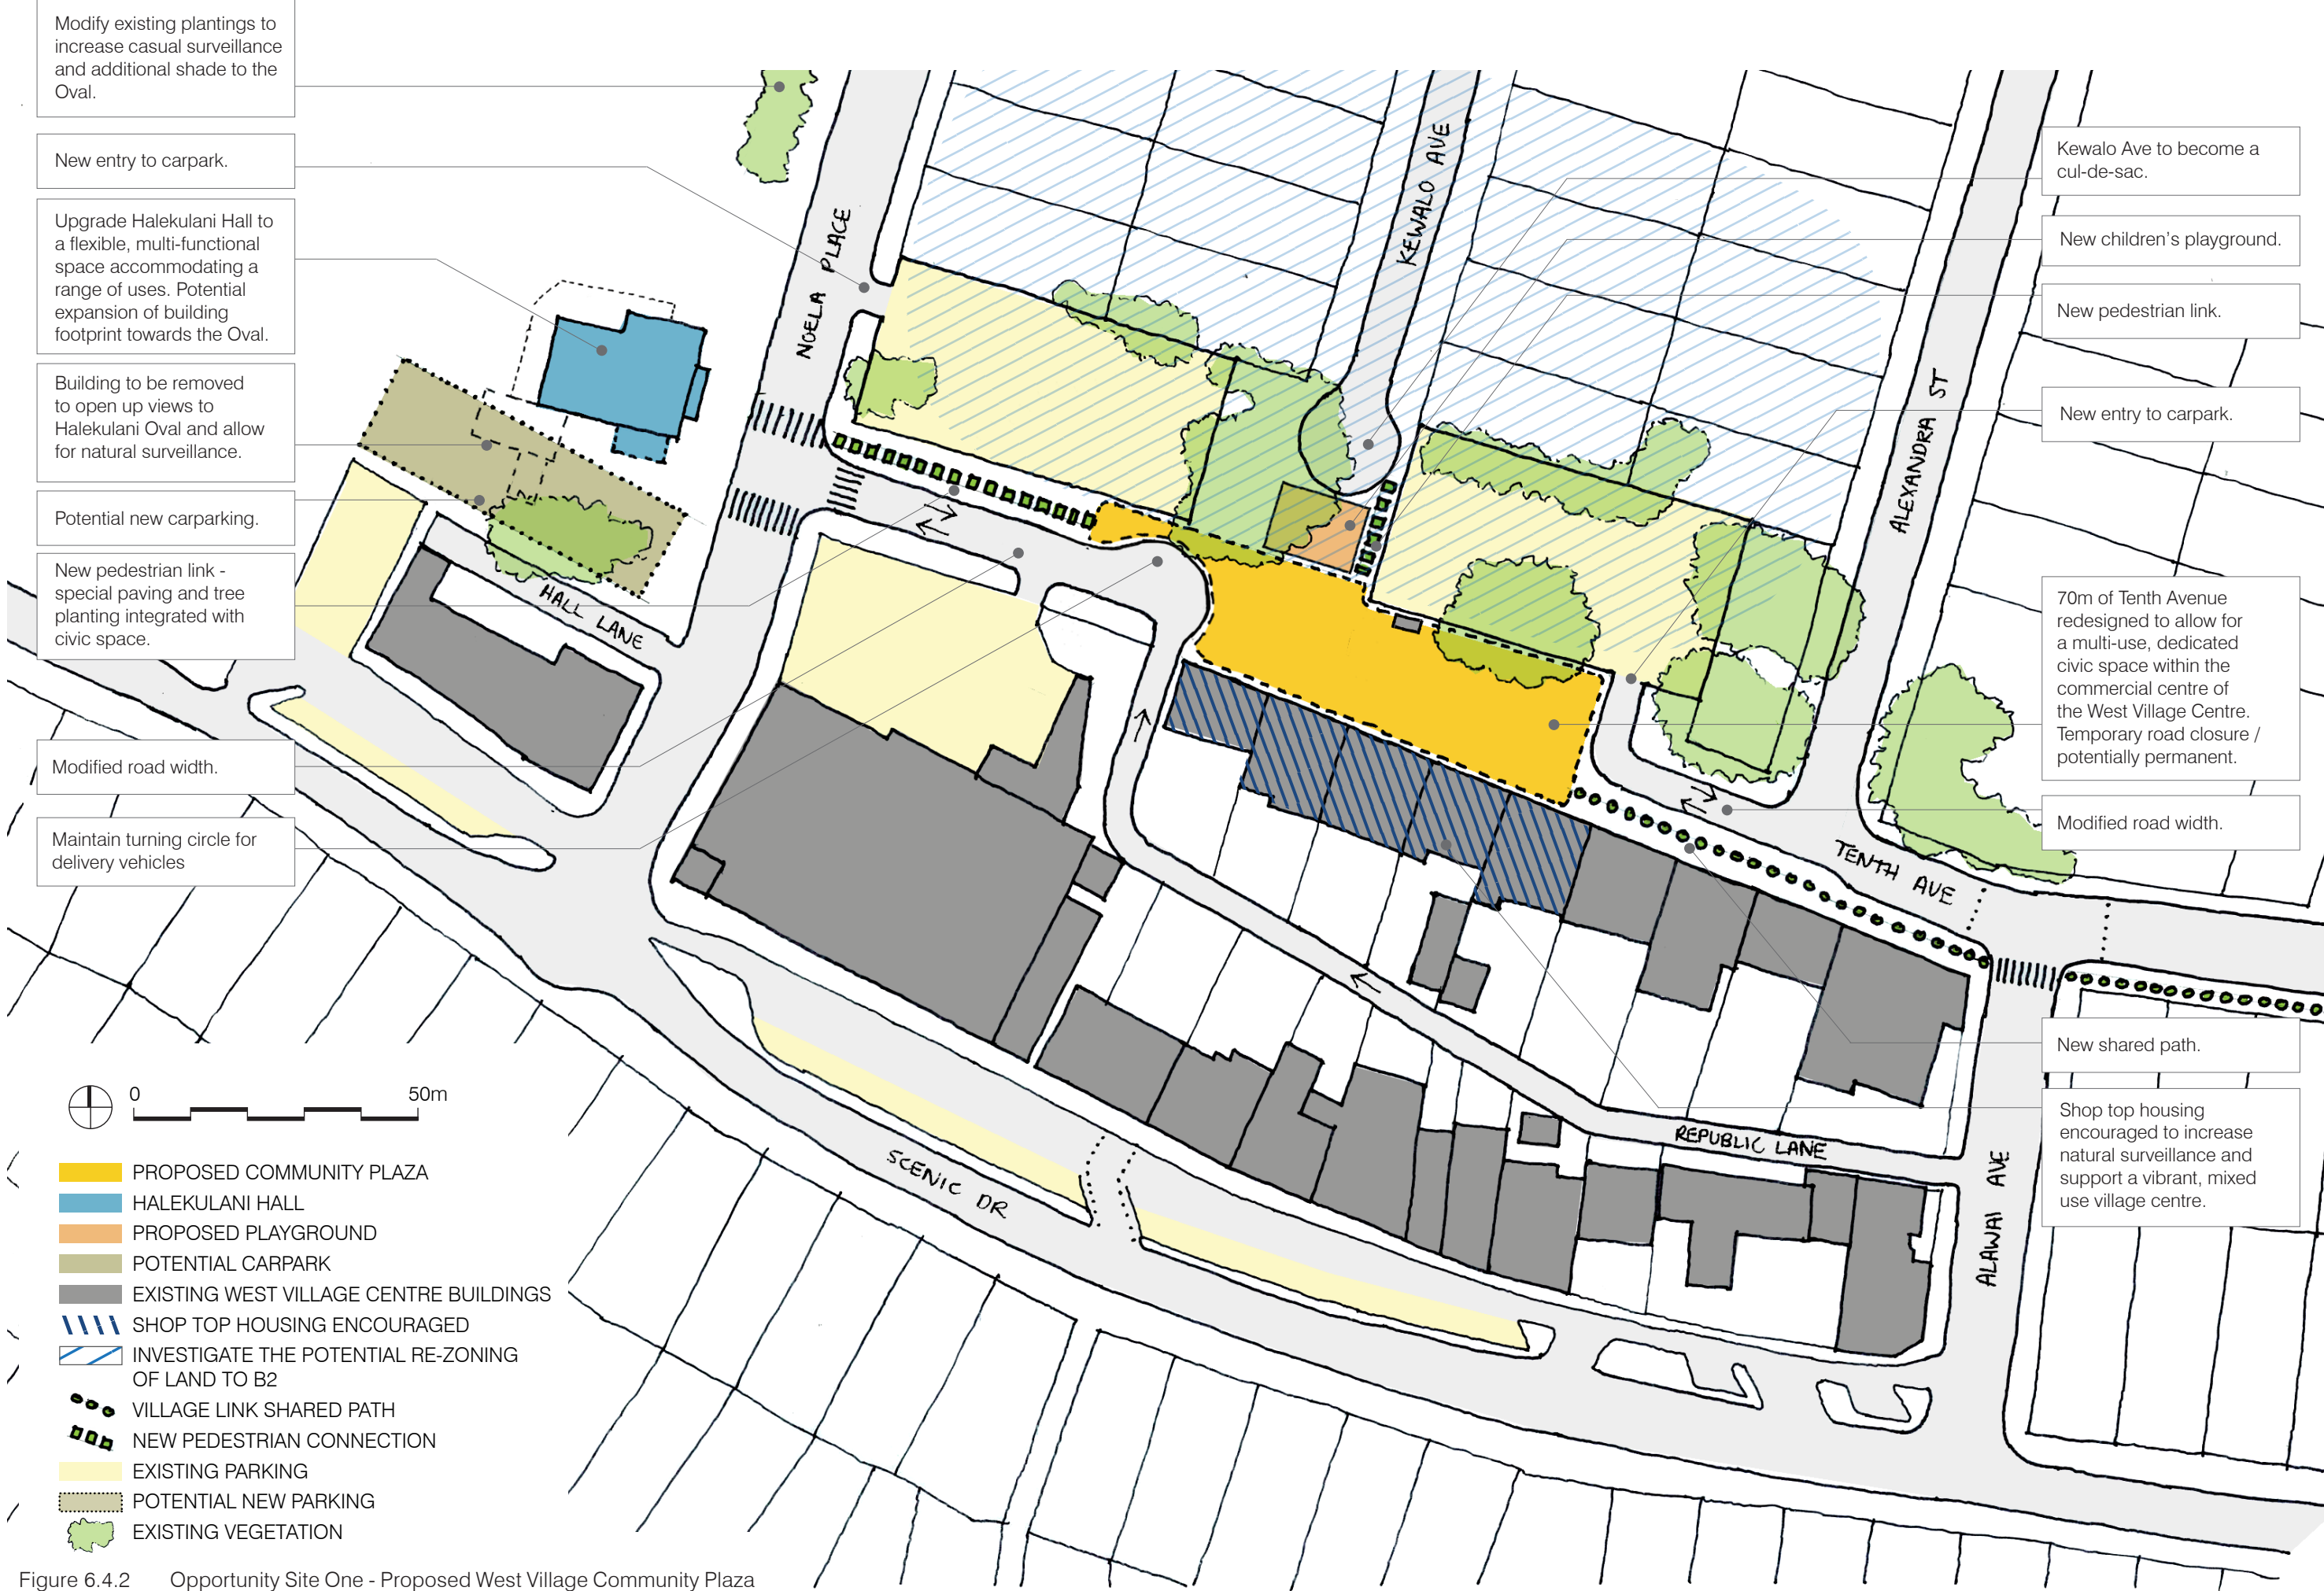 Modify existing plantings to
increase casual surveillance
and additional shade to the
Oval.
New entry to carpark.
Upgrade Halekulani Hall to
a flexible, multi-functional
space accommodating a
range of uses. Potential
expansion of building
footprint towards the Oval.
Building to be removed
to open up views to
Halekulani Oval and allow
for natural surveillance.
Potential new carparking.
New pedestrian link -
special paving and tree
planting integrated with
civic space.
Modified road width.
Maintain turning circle for
delivery vehicles
NOELA PLACE
KEWALO AVE
ALEXANDRA ST
HALL LANE
TENTH AVE
REPUBLIC LANE
SCENIC DR
ALAWAI AVE
Kewalo Ave to become a
cul-de-sac.
New children's playground.
New pedestrian link.
New entry to carpark.
70m of Tenth Avenue
redesigned to allow for
a multi-use, dedicated
civic space within the
commercial centre of
the West Village Centre.
Temporary road closure /
potentially permanent.
Modified road width.
New shared path.
Shop top housing
encouraged to increase
natural surveillance and
support a vibrant, mixed
use village centre.
0 50m
PROPOSED COMMUNITY PLAZA
HALEKULANI HALL
PROPOSED PLAYGROUND
POTENTIAL CARPARK
EXISTING WEST VILLAGE CENTRE BUILDINGS
SHOP TOP HOUSING ENCOURAGED
INVESTIGATE THE POTENTIAL RE-ZONING
OF LAND TO B2
VILLAGE LINK SHARED PATH
NEW PEDESTRIAN CONNECTION
EXISTING PARKING
POTENTIAL NEW PARKING
EXISTING VEGETATION
Figure 6.4.2 Opportunity Site One - Proposed West Village Community Plaza